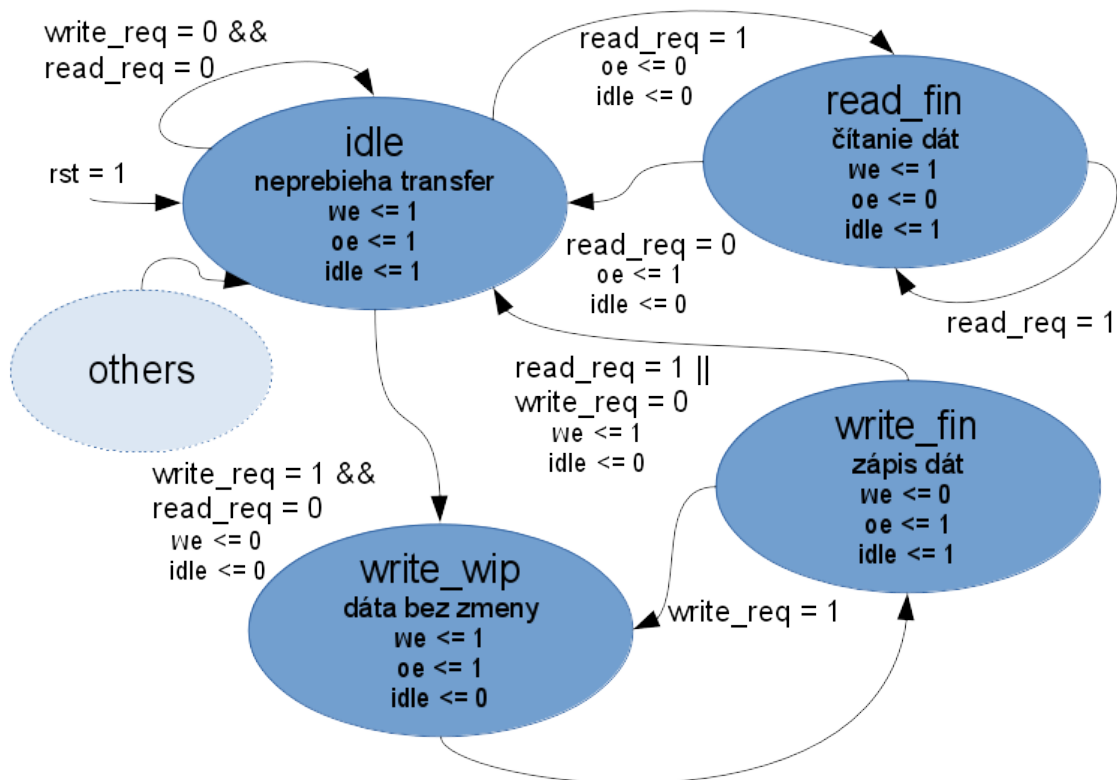 write_req = 0 &&
read_req = 0
rst = 1
idle
neprebieha transfer
we <= 1
oe <= 1
idle <= 1
read_req = 1
oe <= 0
idle <= 0
read_fin
čítanie dát
we <= 1
oe <= 0
idle <= 1
read_req = 1
read_req = 0
oe <= 1
idle <= 0
others
read_req = 1 ||
write_req = 0
we <= 1
idle <= 0
write_fin
zápis dát
we <= 0
oe <= 1
idle <= 1
write_req = 1 &&
read_req = 0
we <= 0
idle <= 0
write_wip
dáta bez zmeny
we <= 1
oe <= 1
idle <= 0
write_req = 1